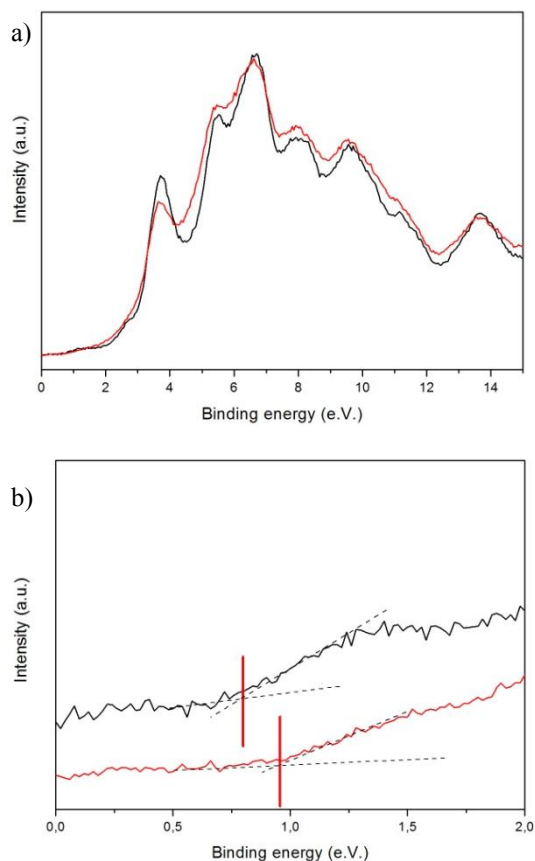 a)
Intensity (a.u.)
0 2 4 6 8 10 12 14
Binding energy (e.V.)
b)
Intensity (a.u.)
0,0 0,5 1,0 1,5 2,0
Binding energy (e.V.)